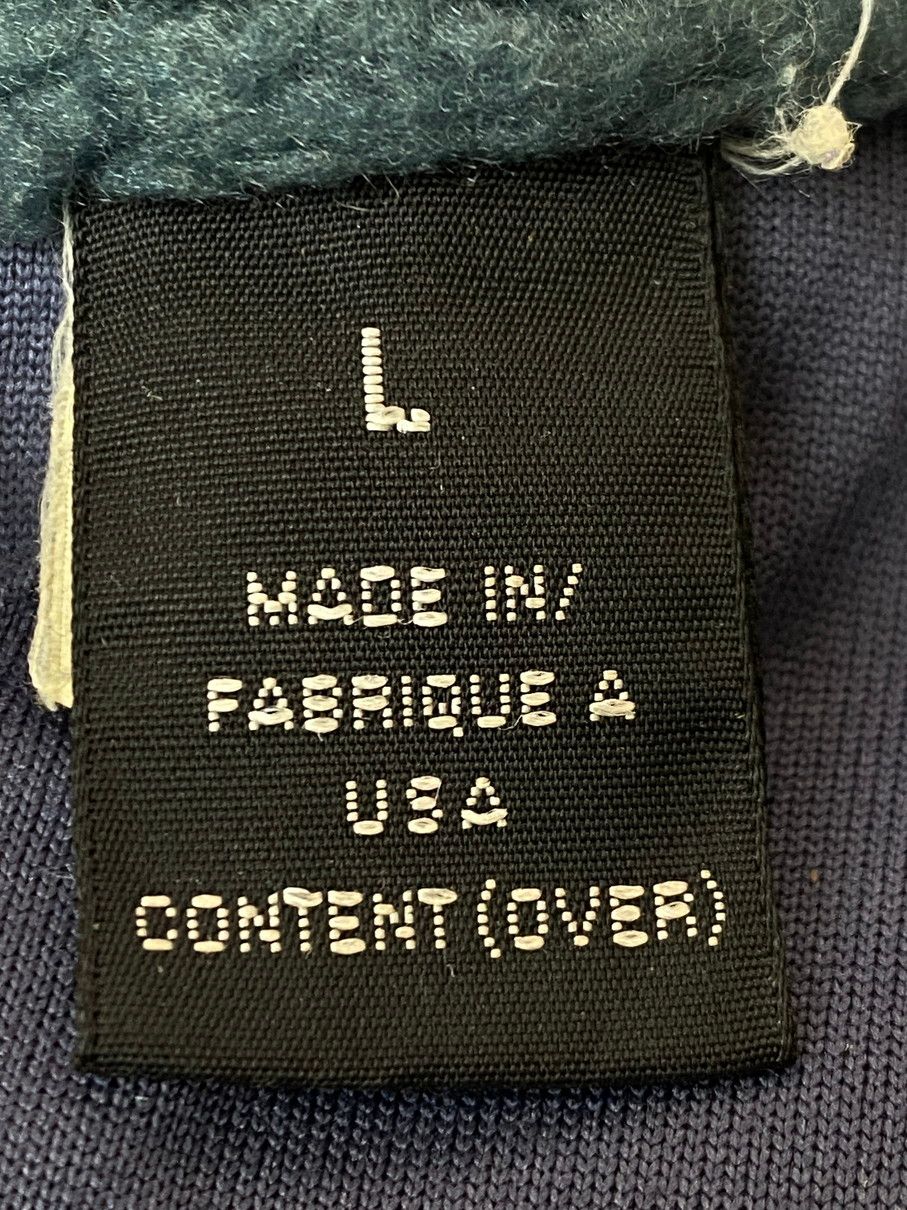 L
MADE IN/
FABRIQUE A
USA
CONTENT (OVER)